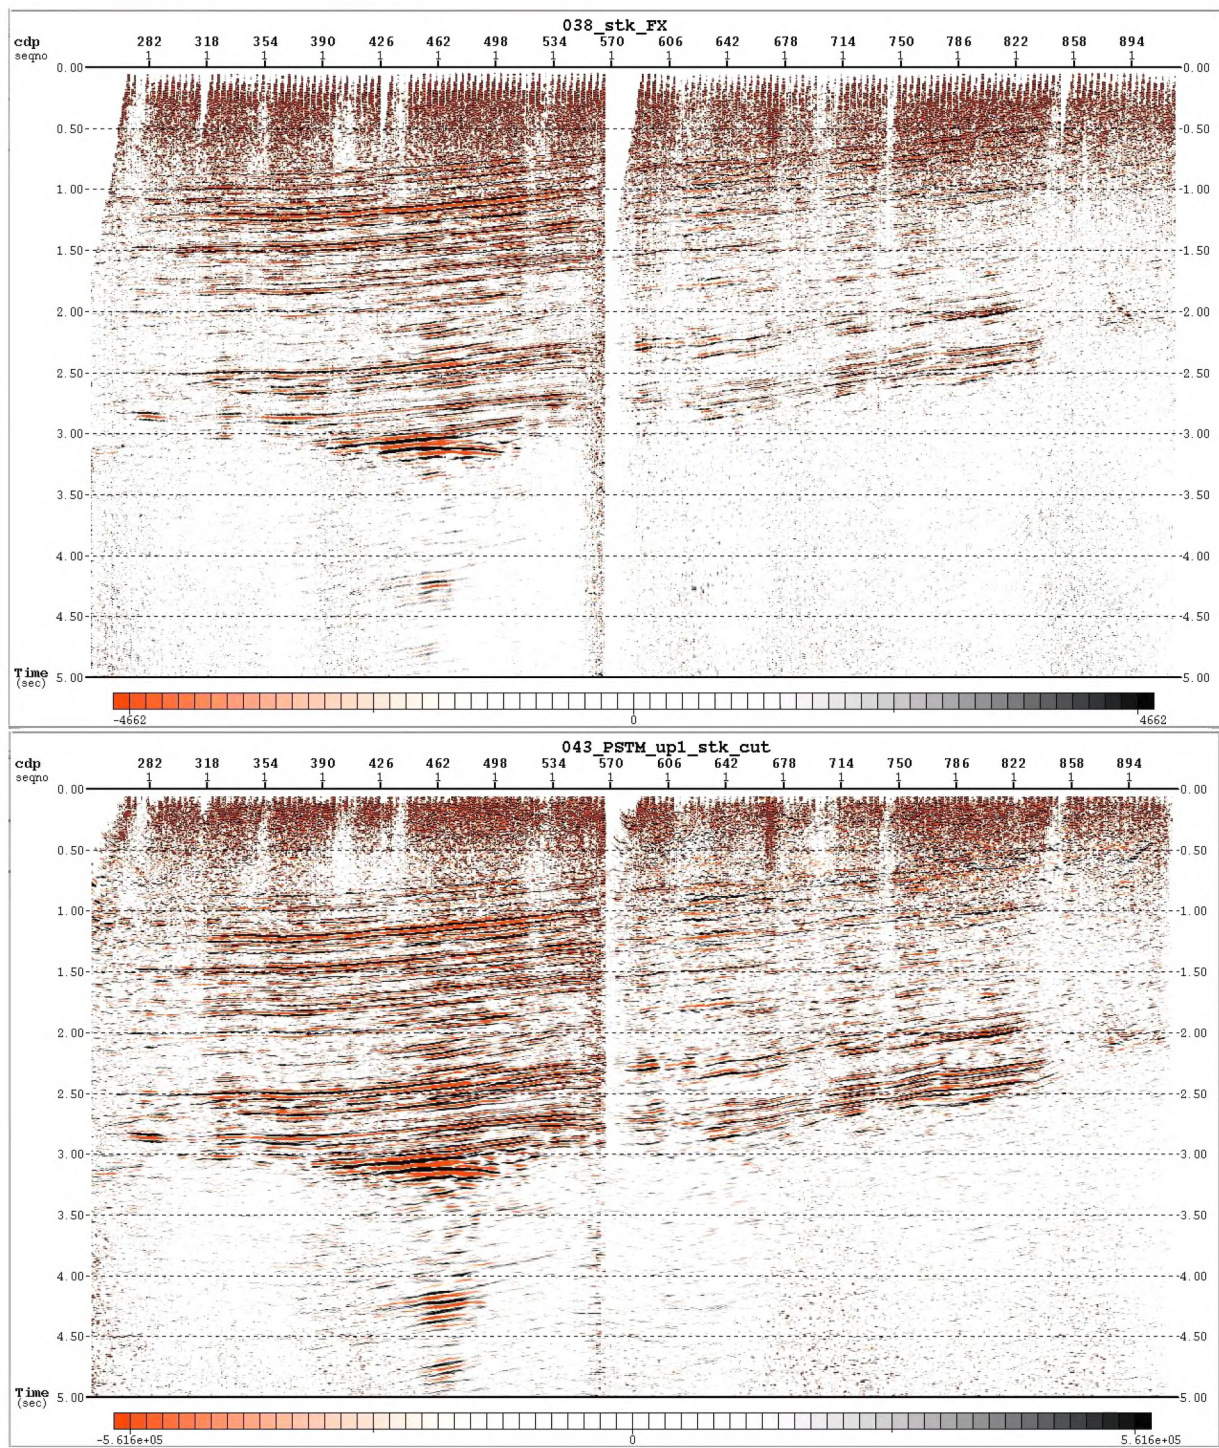 038_stk_FX
cdp 282 318 354 390 426 462 498 534 570 606 642 678 714 750 786 822 858 894
seqno 1 1 1 1 1 1 1 1 1 1 1 1 1 1 1 1 1 1
0.00 0.00
0.50 0.50
1.00 1.00
1.50 1.50
2.00 2.00
2.50 2.50
3.00 3.00
3.50 3.50
4.00 4.00
4.50 4.50
Time
(sec) 5.00 5.00
-4662 0 4662
043_PSTM_up1_stk_cut
cdp 282 318 354 390 426 462 498 534 570 606 642 678 714 750 786 822 858 894
seqno 1 1 1 1 1 1 1 1 1 1 1 1 1 1 1 1 1 1
0.00 0.00
0.50 0.50
1.00 1.00
1.50 1.50
2.00 2.00
2.50 2.50
3.00 3.00
3.50 3.50
4.00 4.00
4.50 4.50
Time
(sec) 5.00 5.00
-5.616e+05 0 5.616e+05